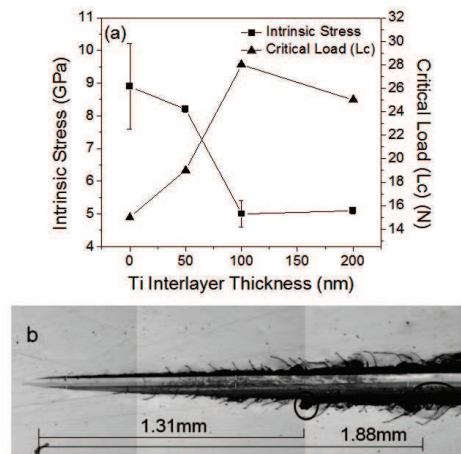 (a)
Intrinsic Stress
Critical Load (Lc)
11
10
9
8
7
6
5
4
32
30
28
26
24
22
20
18
16
14
Intrinsic Stress (GPa)
Critical Load (Lc) (N)
0
50
100
150
200
Ti Interlayer Thickness (nm)
b
1.31mm
1.88mm